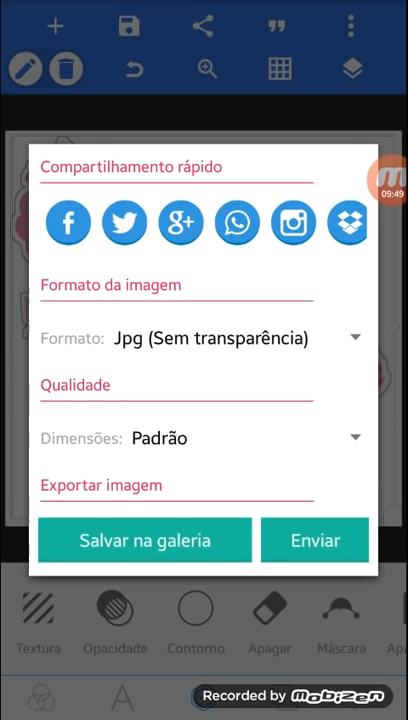 Compartilhamento rápido
09:49
Formato da imagem
Formato: Jpg (Sem transparência)
Qualidade
Dimensões: Padrão
Exportar imagem
Salvar na galeria Enviar
Textura Opacidade Contorno Apagar Máscara
Recorded by mobizen